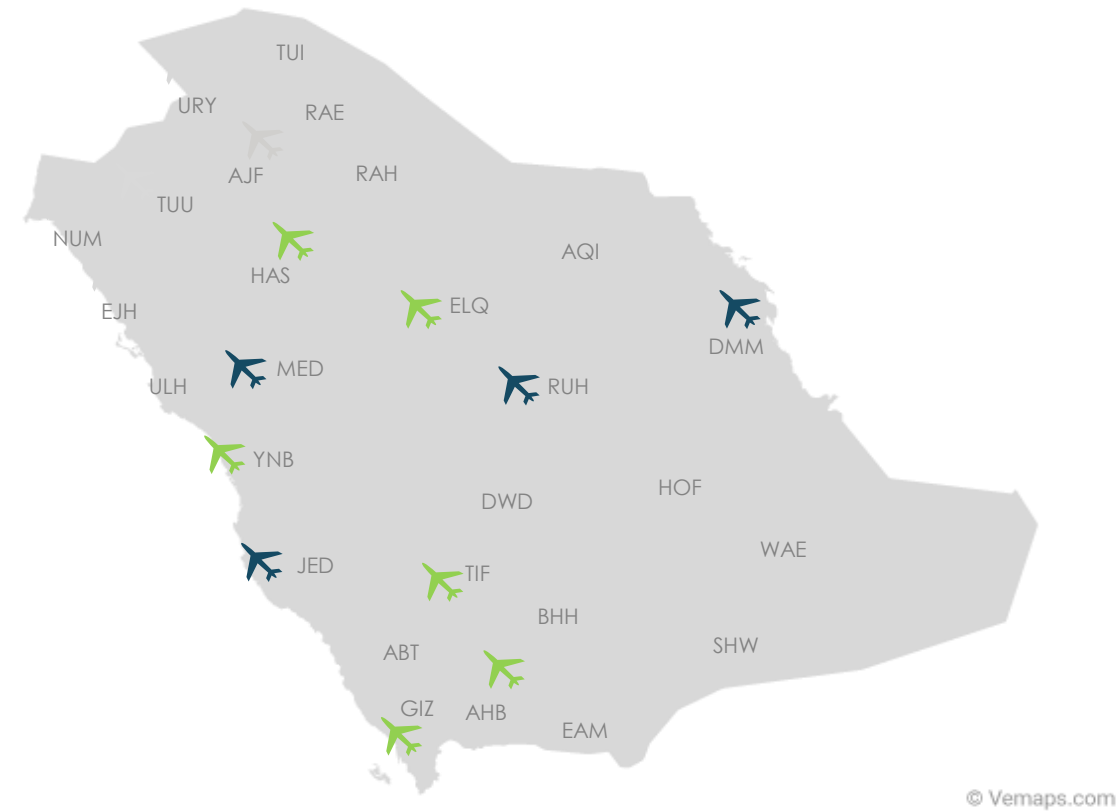 TUI
URY
RAE
AJF
RAH
TUU
NUM
AQI
HAS
EJH
ELQ
DMM
MED
ULH
RUH
YNB
HOF
DWD
WAE
JED
TIF
BHH
SHW
ABT
GIZ
AHB
EAM
© Vemaps.com